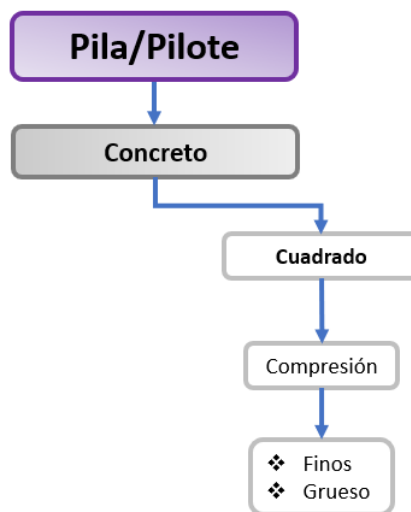 Pila/Pilote
Concreto
Cuadrado
Compresión
❖ Finos
❖ Grueso